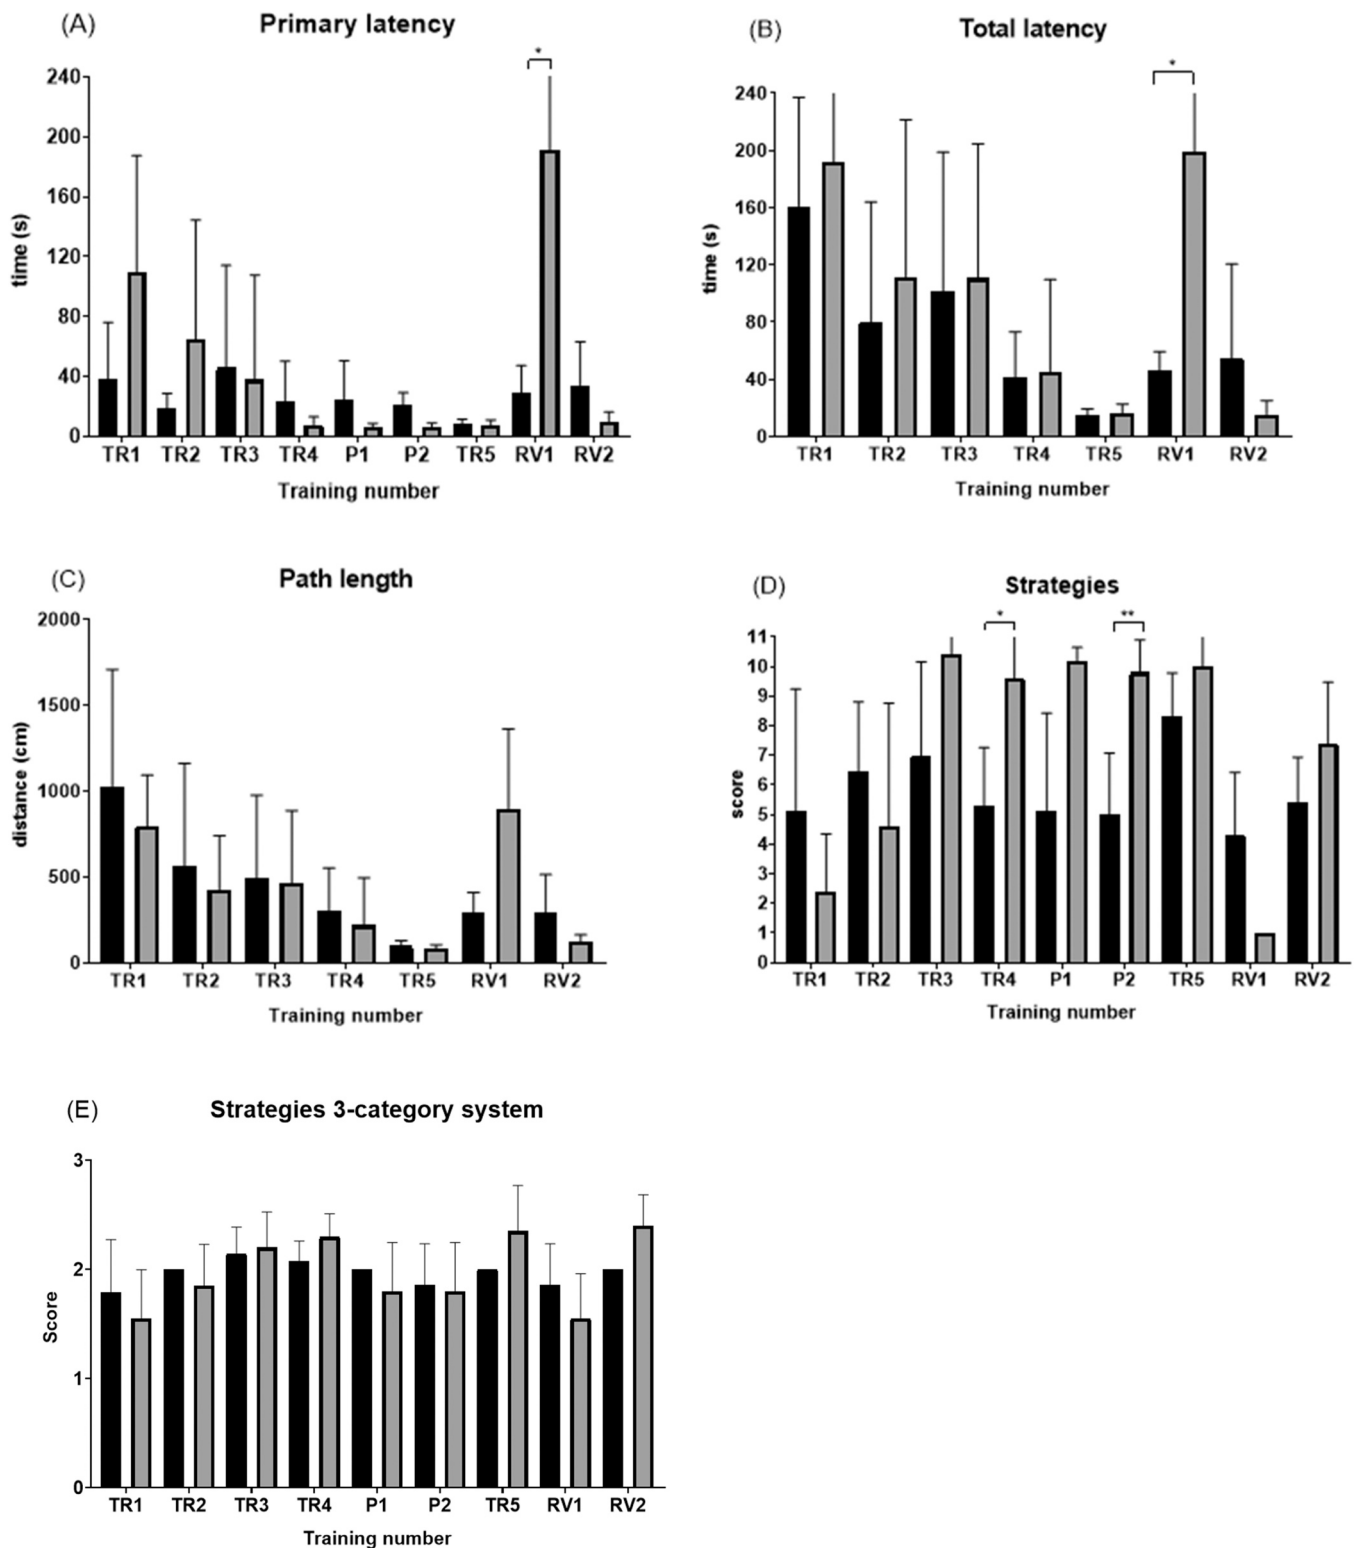 (A) Primary latency
*
240
200
160
120
80
40
0
time (s)
TR1 TR2 TR3 TR4 P1 P2 TR5 RV1 RV2
Training number
(B) Total latency
*
240
200
160
120
80
40
0
time (s)
TR1 TR2 TR3 TR4 TR5 RV1 RV2
Training number
(C) Path length
2000
1500
1000
500
0
distance (cm)
TR1 TR2 TR3 TR4 TR5 RV1 RV2
Training number
(D) Strategies
* **
11
10
9
8
7
6
5
4
3
2
1
0
score
TR1 TR2 TR3 TR4 P1 P2 TR5 RV1 RV2
Training number
(E) Strategies 3-category system
3
2
1
0
Score
TR1 TR2 TR3 TR4 P1 P2 TR5 RV1 RV2
Training number